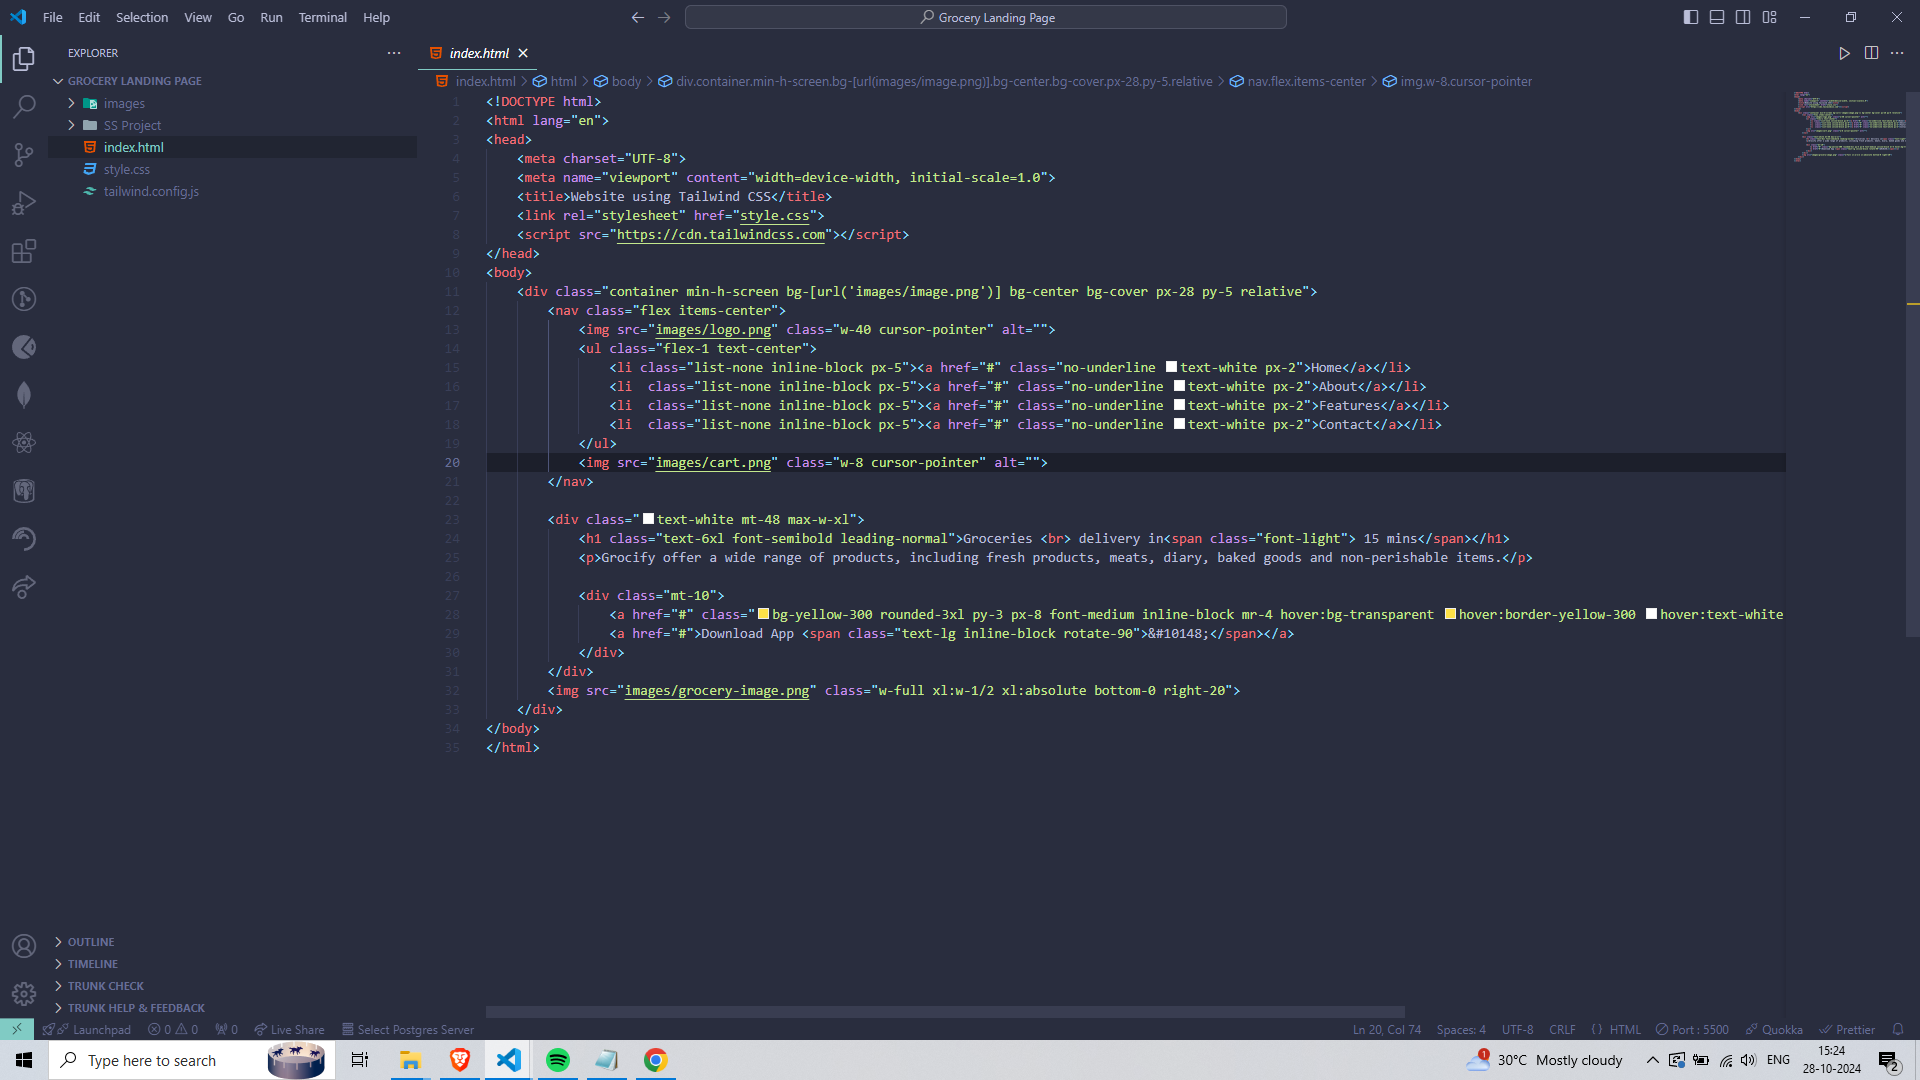 File Edit Selection View Go Run Terminal Help
Grocery Landing Page
EXPLORER
GROCERY LANDING PAGE
images
SS Project
index.html
style.css
tailwind.config.js
OUTLINE
TIMELINE
TRUNK CHECK
TRUNK HELP & FEEDBACK
index.html
index.html > html > body > div.container.min-h-screen.bg-[url(images/image.png)].bg-center.bg-cover.px-28.py-5.relative > nav.flex.items-center > img.w-8.cursor-pointer
1 <!DOCTYPE html>
2 <html lang="en">
3 <head>
4 <meta charset="UTF-8">
5 <meta name="viewport" content="width=device-width, initial-scale=1.0">
6 <title>Website using Tailwind CSS</title>
7 <link rel="stylesheet" href="style.css">
8 <script src="https://cdn.tailwindcss.com"></script>
9 </head>
10 <body>
11 <div class="container min-h-screen bg-[url('images/image.png')] bg-center bg-cover px-28 py-5 relative">
12 <nav class="flex items-center">
13 <img src="images/logo.png" class="w-40 cursor-pointer" alt="">
14 <ul class="flex-1 text-center">
15 <li class="list-none inline-block px-5"><a href="#" class="no-underline text-white px-2">Home</a></li>
16 <li  class="list-none inline-block px-5"><a href="#" class="no-underline text-white px-2">About</a></li>
17 <li  class="list-none inline-block px-5"><a href="#" class="no-underline text-white px-2">Features</a></li>
18 <li  class="list-none inline-block px-5"><a href="#" class="no-underline text-white px-2">Contact</a></li>
19 </ul>
20 <img src="images/cart.png" class="w-8 cursor-pointer" alt="">
21 </nav>
22
23 <div class="text-white mt-48 max-w-xl">
24 <h1 class="text-6xl font-semibold leading-normal">Groceries <br> delivery in<span class="font-light"> 15 mins</span></h1>
25 <p>Grocify offer a wide range of products, including fresh products, meats, diary, baked goods and non-perishable items.</p>
26
27 <div class="mt-10">
28 <a href="#" class="bg-yellow-300 rounded-3xl py-3 px-8 font-medium inline-block mr-4 hover:bg-transparent hover:border-yellow-300 hover:text-white
29 <a href="#">Download App <span class="text-lg inline-block rotate-90">&#10148;</span></a>
30 </div>
31 </div>
32 <img src="images/grocery-image.png" class="w-full xl:w-1/2 xl:absolute bottom-0 right-20">
33 </div>
34 </body>
35 </html>
Launchpad 0 0 0 Live Share Select Postgres Server Ln 20, Col 74 Spaces: 4 UTF-8 CRLF {} HTML Port : 5500 Quokka Prettier
Type here to search 1 30°C Mostly cloudy ENG 15:24
28-10-2024 2